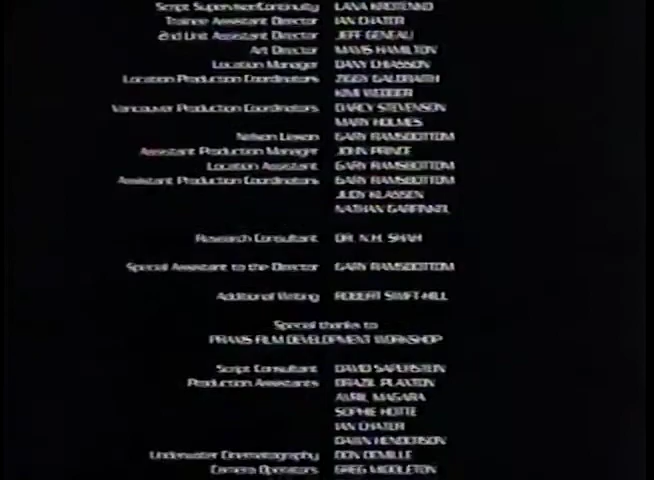 Script Supervisor/Continuity LANA KROTENKO
Trainee Assistant Director IAN CHATER
2nd Unit Assistant Director JEFF GENEAU
Art Director MAVIS HAMILTON
Location Manager DANY CHIASSON
Location Production Coordinators ZIGGY GALBRAITH
KIMI
Vancouver Production Coordinators DARCY STEVENSON
MARY HOLMES
Nelson Liaison GARY RAMSBOTTOM
Assistant Production Manager JOHN PRINCE
Location Assistant GARY RAMSBOTTOM
Assistant Production Coordinators GARY RAMSBOTTOM
JUDY KLASSEN
NATHAN GARFINKEL
Research Consultant DR. N.H. SHAH
Special Assistant to the Director GARY RAMSBOTTOM
Additional Writing ROBERT SWIFT-HILL
Special thanks to
PRAXIS FILM DEVELOPMENT WORKSHOP
Script Consultant DAVID SAPERSTEIN
Production Assistants BRAZIL PLAXTON
AVRIL MAGARA
SOPHIE HOTTE
IAN CHATER
DAWN HENDERSON
Underwater Cinematography DON DEVILLE
Camera Operators GREG MIDDLETON